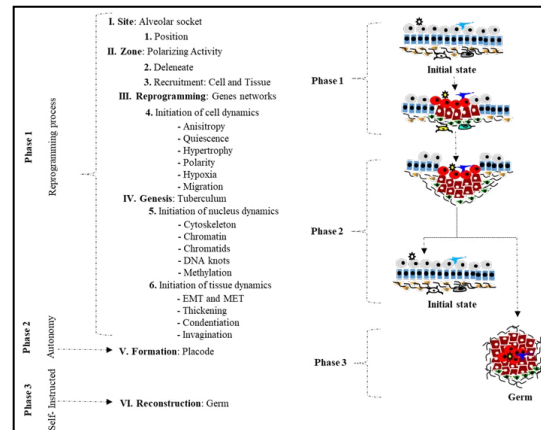 I. Site: Alveolar socket
1. Position
II. Zone: Polarizing Activity
2. Deleneate
3. Recruitment: Cell and Tissue
III. Reprogramming: Genes networks
4. Initiation of cell dynamics
- Anisitropy
- Quiescence
- Hypertrophy
- Polarity
- Hypoxia
- Migration
IV. Genesis: Tuberculum
5. Initiation of nucleus dynamics
- Cytoskeleton
- Chromatin
- Chromatids
- DNA knots
- Methylation
6. Initiation of tissue dynamics
- EMT and MET
- Thickening
- Condentiation
- Invagination
V. Formation: Placode
VI. Reconstruction: Germ
Phase 1
Reprogramming process
Phase 2
Autonomy
Phase 3
Self- Instructed
Initial state
Phase 1
Phase 2
Initial state
Phase 3
Germ